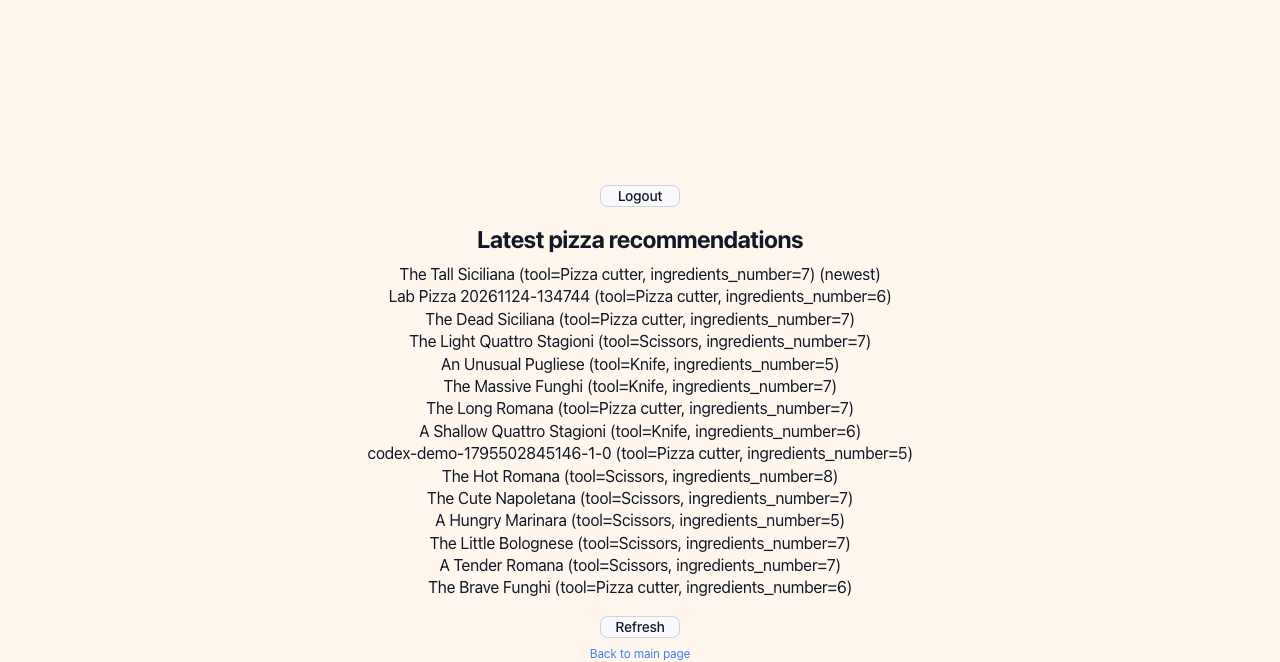 Logout
Latest pizza recommendations
The Tall Siciliana (tool=Pizza cutter, ingredients_number=7) (newest)
Lab Pizza 20261124-134744 (tool=Pizza cutter, ingredients_number=6)
The Dead Siciliana (tool=Pizza cutter, ingredients_number=7)
The Light Quattro Stagioni (tool=Scissors, ingredients_number=7)
An Unusual Pugliese (tool=Knife, ingredients_number=5)
The Massive Funghi (tool=Knife, ingredients_number=7)
The Long Romana (tool=Pizza cutter, ingredients_number=7)
A Shallow Quattro Stagioni (tool=Knife, ingredients_number=6)
codex-demo-1795502845146-1-0 (tool=Pizza cutter, ingredients_number=5)
The Hot Romana (tool=Scissors, ingredients_number=8)
The Cute Napoletana (tool=Scissors, ingredients_number=7)
A Hungry Marinara (tool=Scissors, ingredients_number=5)
The Little Bolognese (tool=Scissors, ingredients_number=7)
A Tender Romana (tool=Scissors, ingredients_number=7)
The Brave Funghi (tool=Pizza cutter, ingredients_number=6)
Refresh
Back to main page